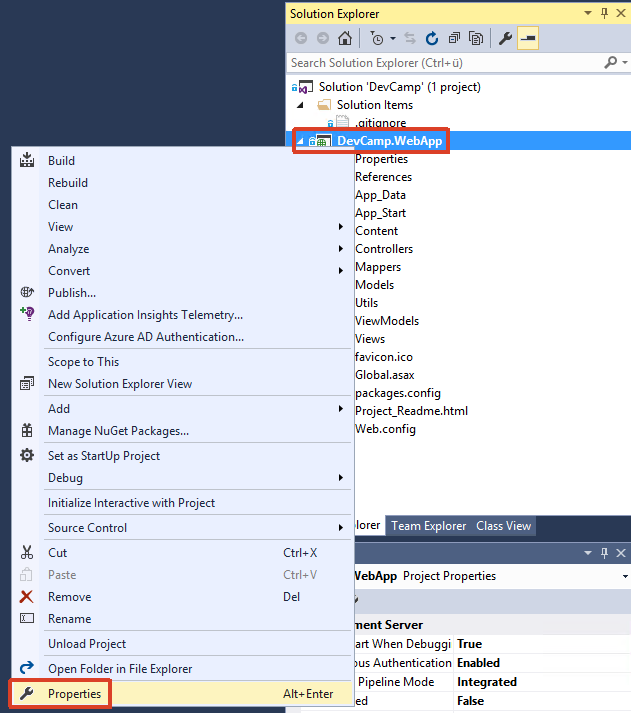 Solution Explorer
Search Solution Explorer (Ctrl+ü)
Solution 'DevCamp' (1 project)
Solution Items
.gitignore
DevCamp.WebApp
Properties
References
App_Data
App_Start
Content
Controllers
Mappers
Models
Utils
ViewModels
Views
favicon.ico
Global.asax
packages.config
Project_Readme.html
Web.config
Build
Rebuild
Clean
View
Analyze
Convert
Publish...
Add Application Insights Telemetry...
Configure Azure AD Authentication...
Scope to This
New Solution Explorer View
Add
Manage NuGet Packages...
Set as StartUp Project
Debug
Initialize Interactive with Project
Source Control
Cut Ctrl+X
Paste Ctrl+V
Remove Del
Rename
Unload Project
Open Folder in File Explorer
Properties Alt+Enter
lorer Team Explorer Class View
WebApp Project Properties
ment Server
art When Debuggi True
ous Authentication Enabled
Pipeline Mode Integrated
ed False